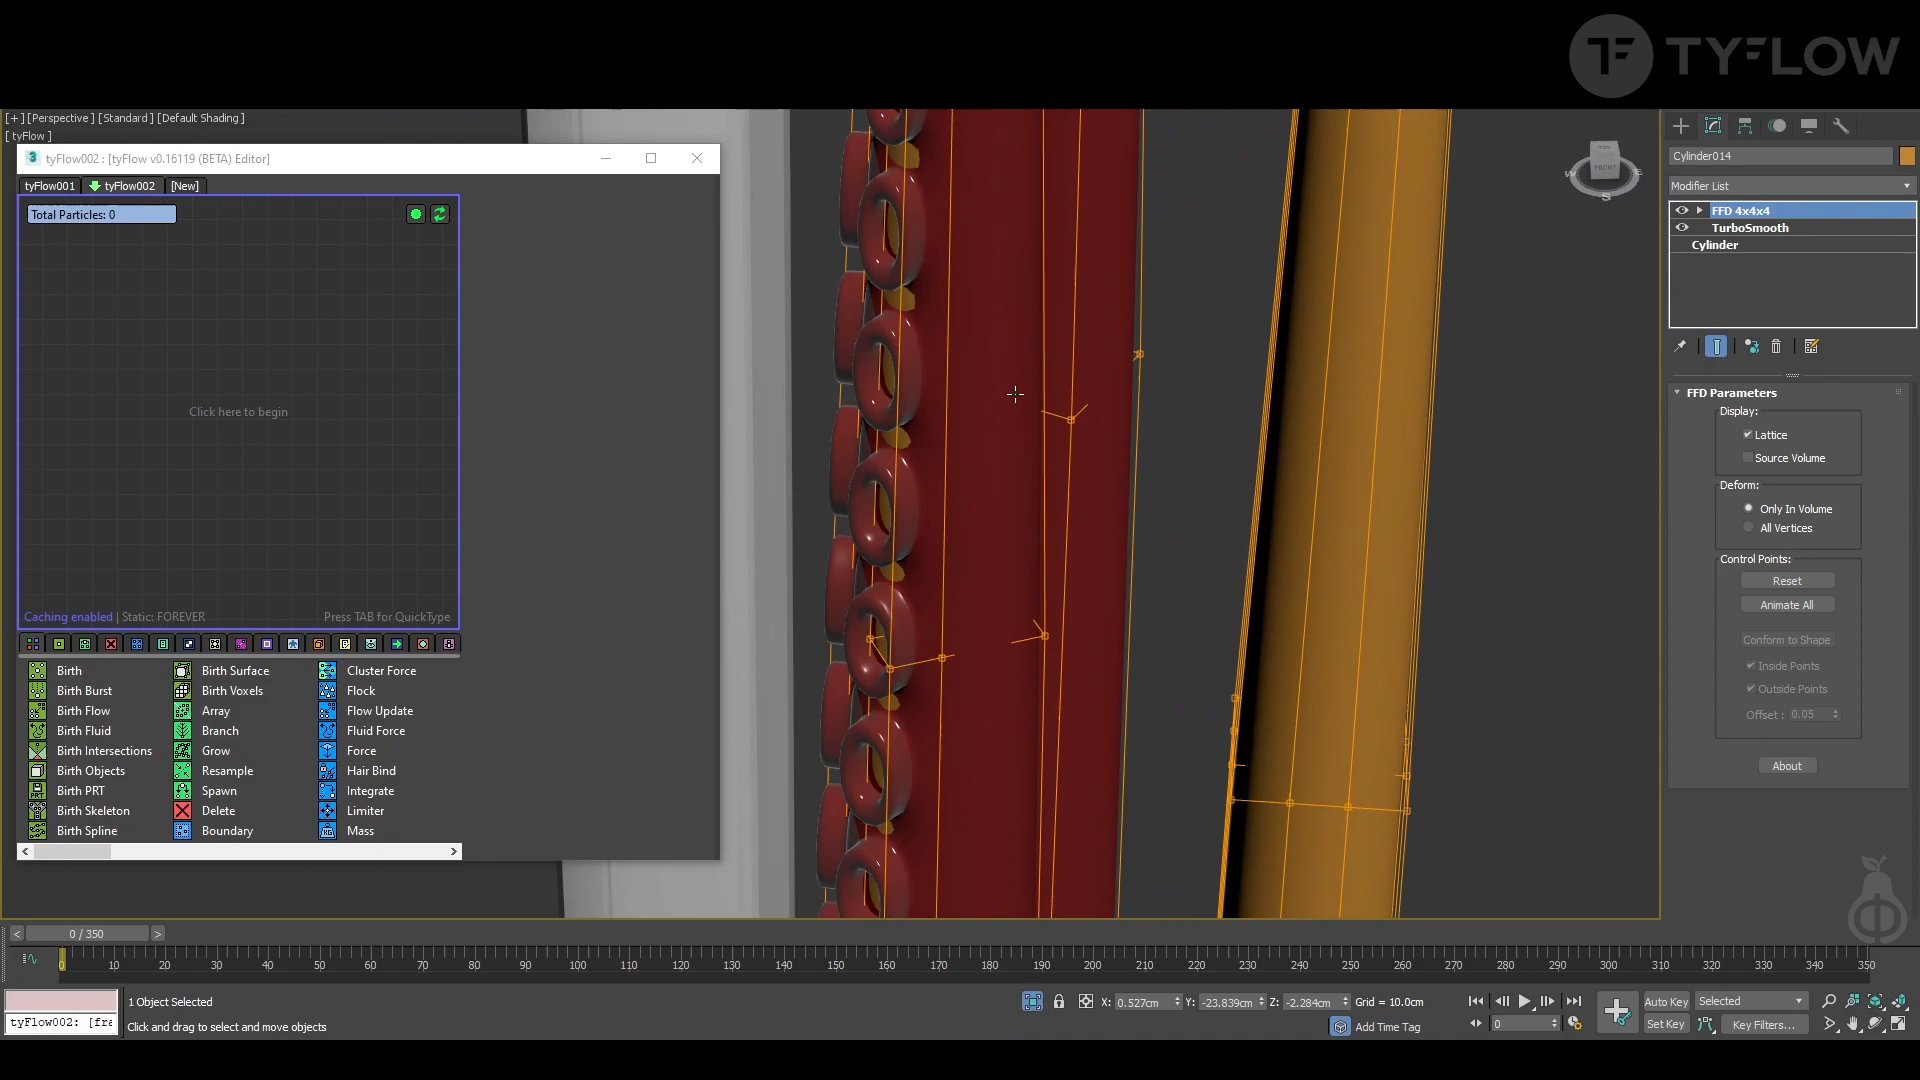 TYFLOW
[+] [Perspective ] [Standard ] [Default Shading ]
[ tyFlow ]
tyFlow002 : [tyFlow v0.16119 (BETA) Editor]
tyFlow001
tyFlow002
[New]
Total Particles: 0
Click here to begin
Caching enabled | Static: FOREVER
Press TAB for QuickType
Birth
Birth Burst
Birth Flow
Birth Fluid
Birth Intersections
Birth Objects
Birth PRT
Birth Skeleton
Birth Spline
Birth Surface
Birth Voxels
Array
Branch
Grow
Resample
Spawn
Delete
Boundary
Cluster Force
Flock
Flow Update
Fluid Force
Force
Hair Bind
Integrate
Limiter
Mass
FRONT
W
S
E
Cylinder014
Modifier List
FFD 4x4x4
TurboSmooth
Cylinder
FFD Parameters
Display:
Lattice
Source Volume
Deform:
Only In Volume
All Vertices
Control Points:
Reset
Animate All
Conform to Shape
Inside Points
Outside Points
Offset : 0.05
About
< 0 / 350 >
0 10 20 30 40 50 60 70 80 90 100 110 120 130 140 150 160 170 180 190 200 210 220 230 240 250 260 270 280 290 300 310 320 330 340 350
1 Object Selected
X: 0.527cm Y: -23.839cm Z: -2.284cm Grid = 10.0cm
Auto Key
Selected
tyFlow002: [fra
Click and drag to select and move objects
Add Time Tag
0
Set Key
Key Filters...